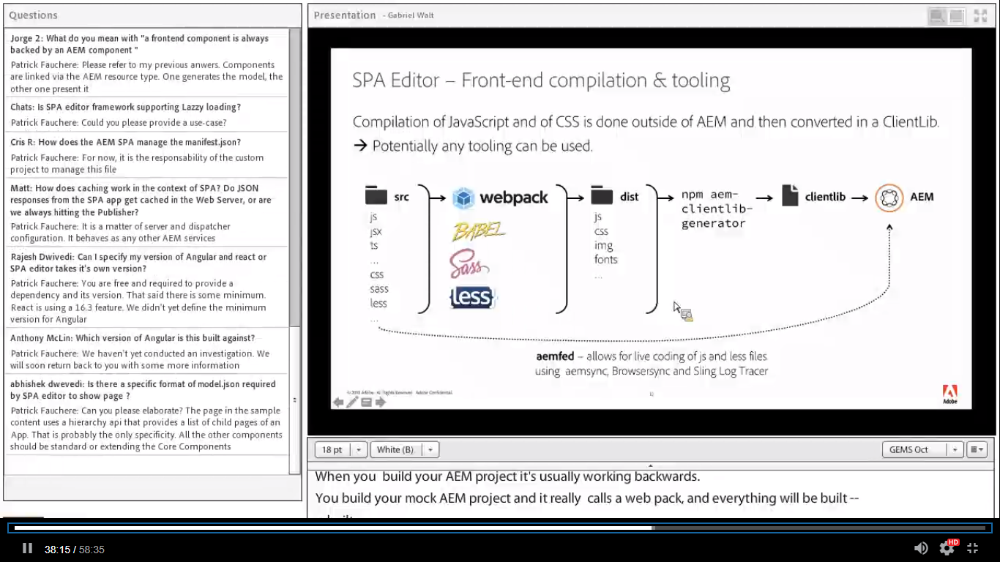 Questions
Jorge 2: What do you mean with "a frontend component is always
backed by an AEM component "
Patrick Fauchere: Please refer to my previous anwers. Components
are linked via the AEM resource type. One generates the model, the
other one present it
Chats: Is SPA editor framework supporting Lazzy loading?
Patrick Fauchere: Could you please provide a use-case?
Cris R: How does the AEM SPA manage the manifest.json?
Patrick Fauchere: For now, it is the responsability of the custom
project to manage this file
Matt: How does caching work in the context of SPA? Do JSON
responses from the SPA app get cached in the Web Server, or are
we always hitting the Publisher?
Patrick Fauchere: It is a matter of server and dispatcher
configuration. It behaves as any other AEM services
Rajesh Dwivedi: Can I specify my version of Angular and react or
SPA editor takes it's own version?
Patrick Fauchere: You are free and required to provide a
dependency and its version. That said there is some minimum.
React is using a 16.3 feature. We didn't yet define the minimum
version for Angular
Anthony McLin: Which version of Angular is this built against?
Patrick Fauchere: We haven't yet conducted an investigation. We
will soon return back to you with some more information
abhishek dwevedi: Is there a specific format of model.json required
by SPA editor to show page ?
Patrick Fauchere: Can you please elaborate? The page in the sample
content uses a hierarchy api that provides a list of child pages of an
App. That is probably the only specificity. All the other components
should be standard or extending the Core Components
Presentation - Gabriel Walt
SPA Editor – Front-end compilation & tooling
Compilation of JavaScript and of CSS is done outside of AEM and then converted in a ClientLib.
→ Potentially any tooling can be used.
src
js
jsx
ts
...
css
sass
less
...
webpack
BABEL
Sass
less
dist
js
css
img
fonts
...
npm aem-
clientlib-
generator
clientlib
AEM
aemfed – allows for live coding of js and less files
using aemsync, Browsersync and Sling Log Tracer
© 2018 Adobe. All Rights Reserved. Adobe Confidential.
Adobe
18 pt
White (B)
GEMS Oct
When you build your AEM project it's usually working backwards.
You build your mock AEM project and it really calls a web pack, and everything will be built --
38:15 / 58:35
HD